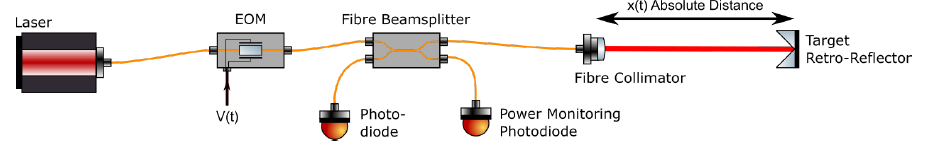 Laser
EOM
Fibre Beamsplitter
x(t) Absolute Distance
Target
Retro-Reflector
Fibre Collimator
V(t)
Photo-
diode
Power Monitoring
Photodiode